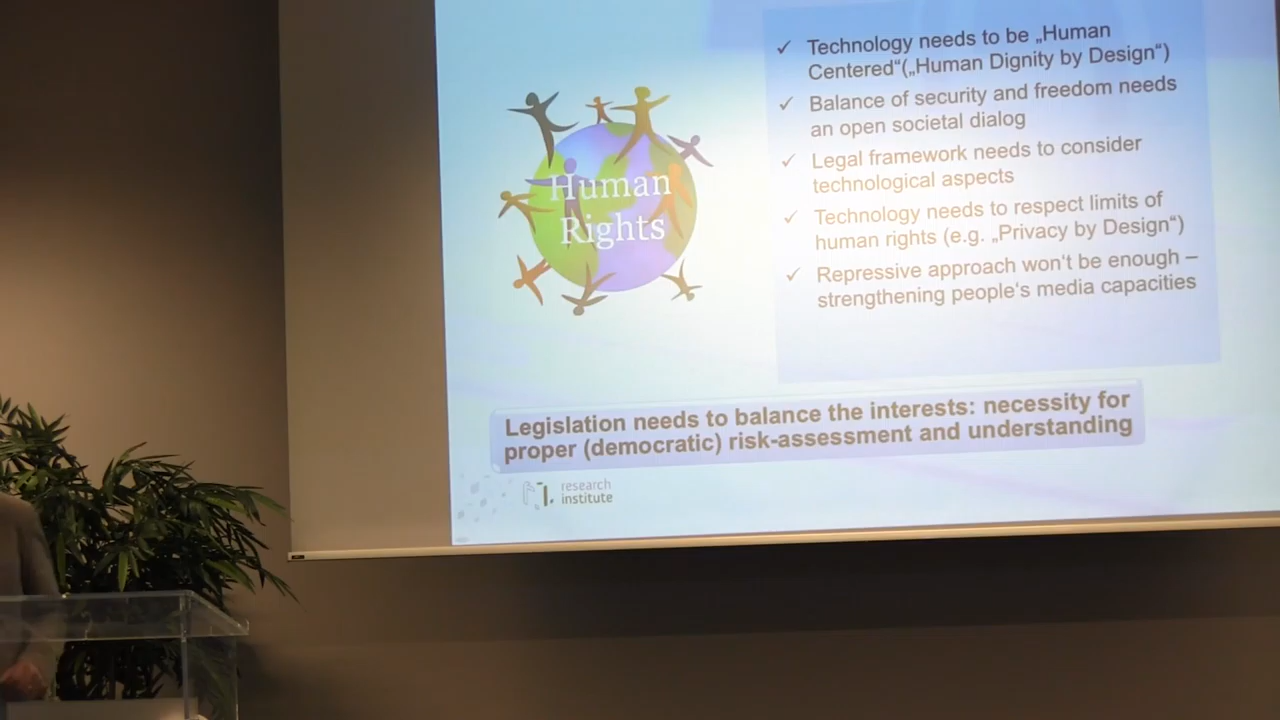 Human
Rights
✓ Technology needs to be „Human
Centered“(„Human Dignity by Design“)
✓ Balance of security and freedom needs
an open societal dialog
✓ Legal framework needs to consider
technological aspects
✓ Technology needs to respect limits of
human rights (e.g. „Privacy by Design“)
✓ Repressive approach won‘t be enough –
strengthening people‘s media capacities
Legislation needs to balance the interests: necessity for
proper (democratic) risk-assessment and understanding
research
institute